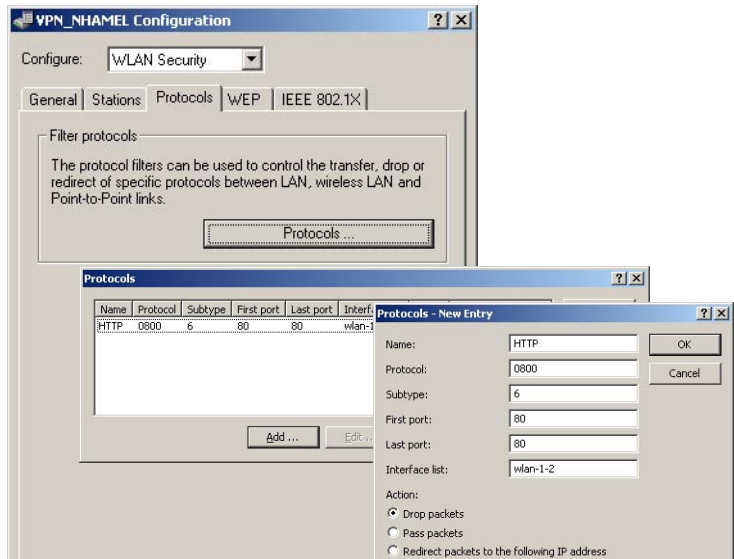 VPN_NHAMEL Configuration
Configure: WLAN Security
General Stations Protocols WEP IEEE 802.1X
Filter protocols
The protocol filters can be used to control the transfer, drop or
redirect of specific protocols between LAN, wireless LAN and
Point-to-Point links.
Protocols ...
Protocols
Name Protocol Subtype First port Last port
HTTP 0800 6 80 80 wlan-1
Add ... Edit ..
Protocols - New Entry
Name: HTTP OK
Protocol: 0800 Cancel
Subtype: 6
First port: 80
Last port: 80
Interface list: wlan-1-2
Action:
Drop packets
Pass packets
Redirect packets to the following IP address